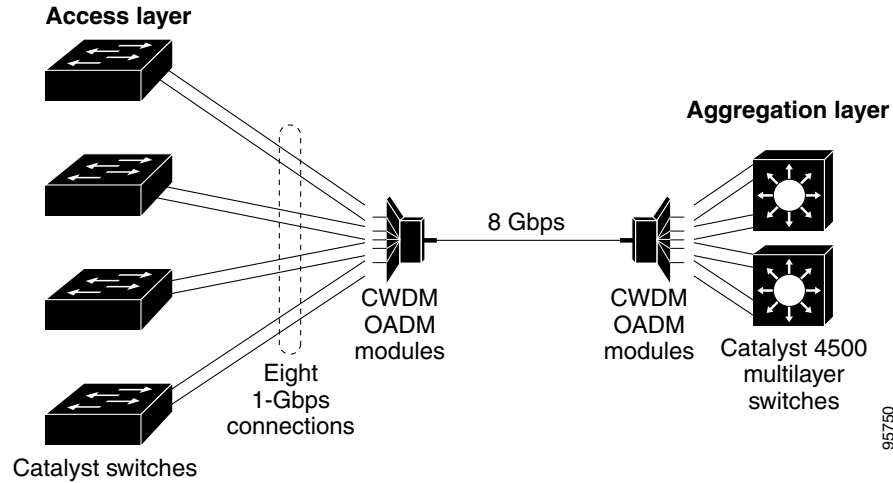 Access layer
Aggregation layer
8 Gbps
CWDM
OADM
modules
CWDM
OADM
modules
Eight
1-Gbps
connections
Catalyst 4500
multilayer
switches
Catalyst switches
95750